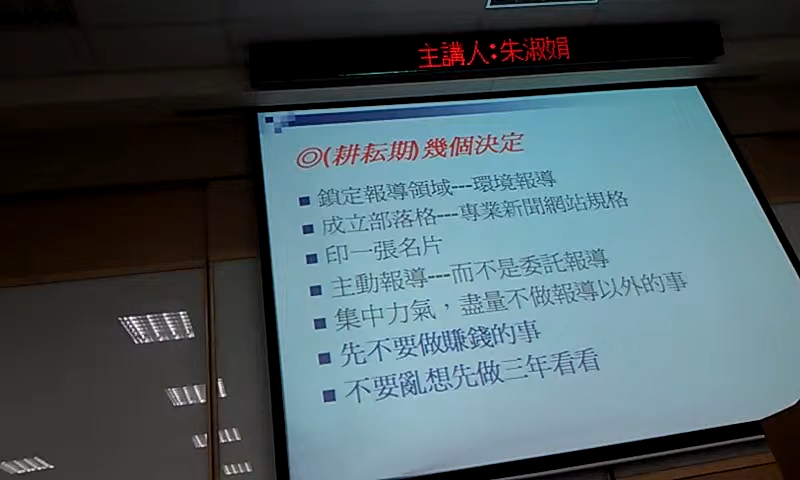 主講人:朱淑娟
◎(耕耘期)幾個決定
■ 鎖定報導領域---環境報導
■ 成立部落格---專業新聞網站規格
■ 印一張名片
■ 主動報導---而不是委託報導
■ 集中力氣，盡量不做報導以外的事
■ 先不要做賺錢的事
■ 不要亂想先做三年看看